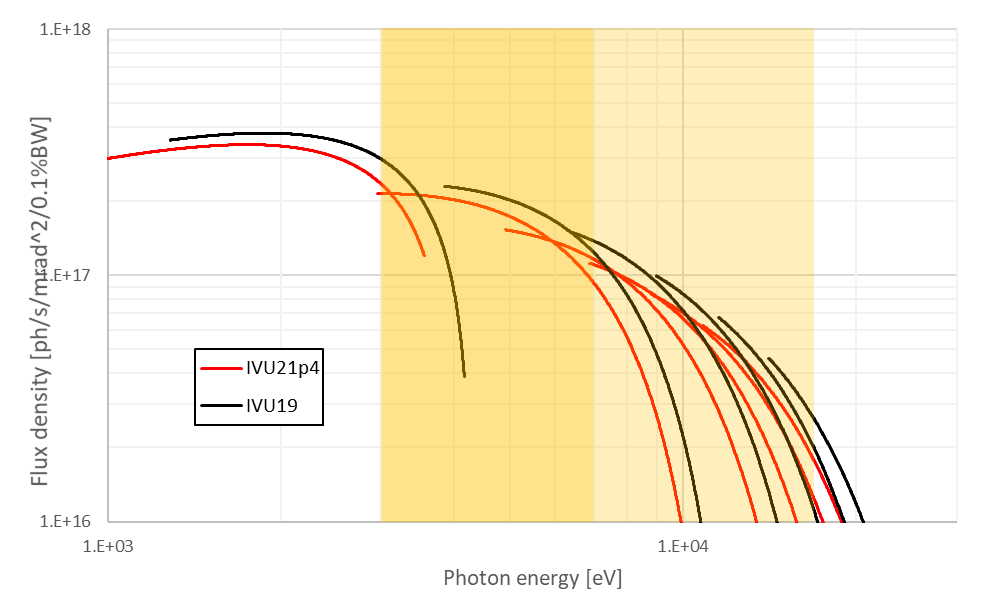 1.E+18
1.E+17
1.E+16
Flux density [ph/s/mrad^2/0.1%BW]
IVU21p4
IVU19
1.E+03
1.E+04
Photon energy [eV]